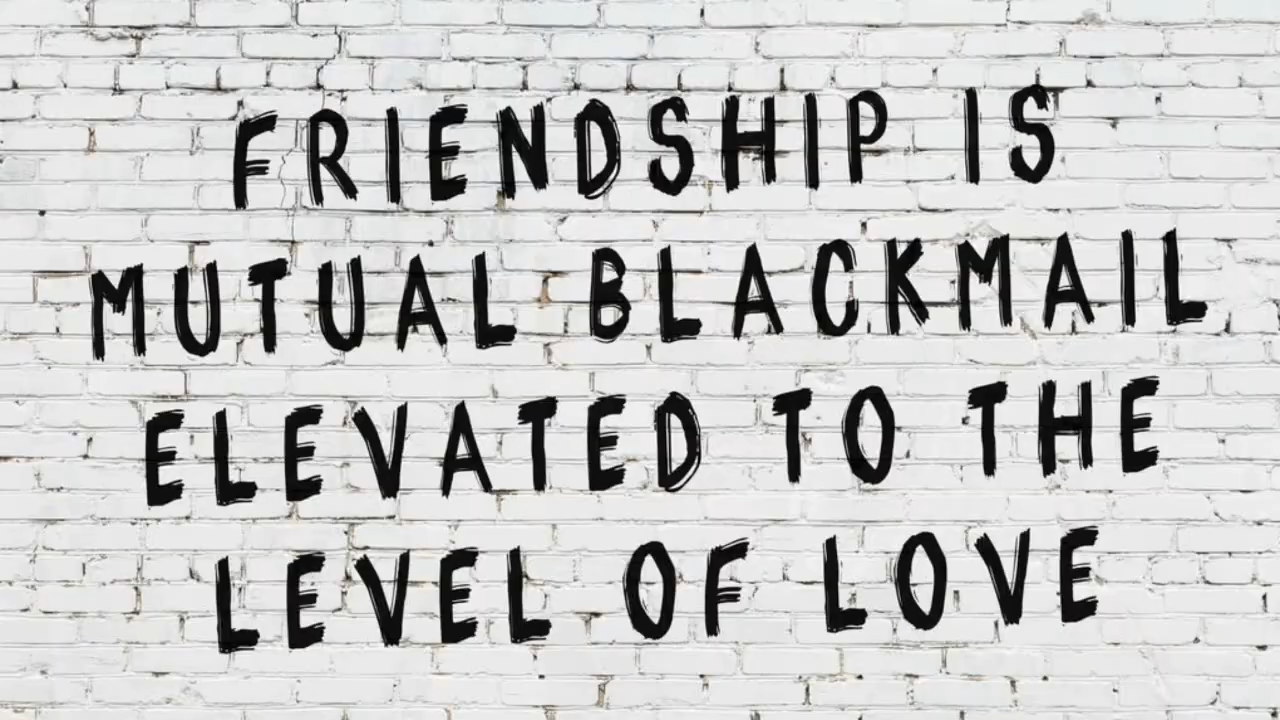 FRIENDSHIP IS
MUTUAL BLACKMAIL
ELEVATED TO THE
LEVEL OF LOVE